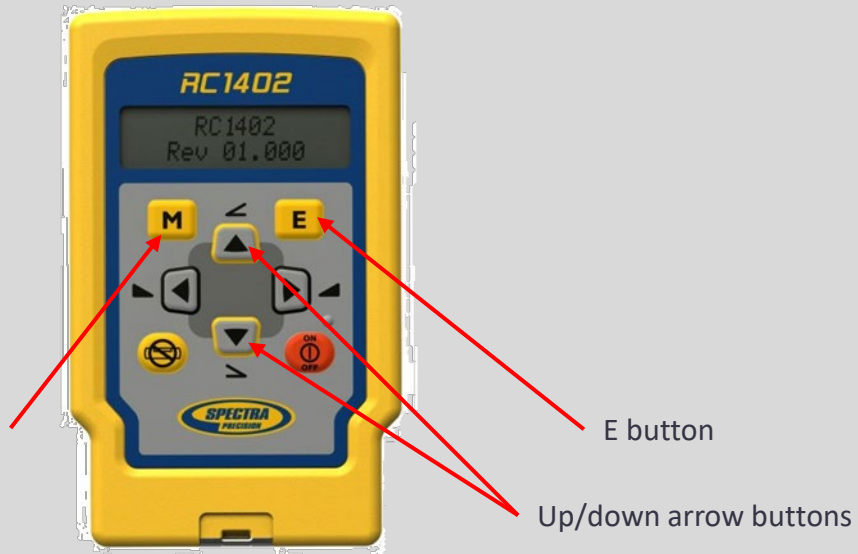 RC1402
RC1402
Rev 01.000
M
E
ON
OFF
SPECTRA
PRECISION
E button
Up/down arrow buttons